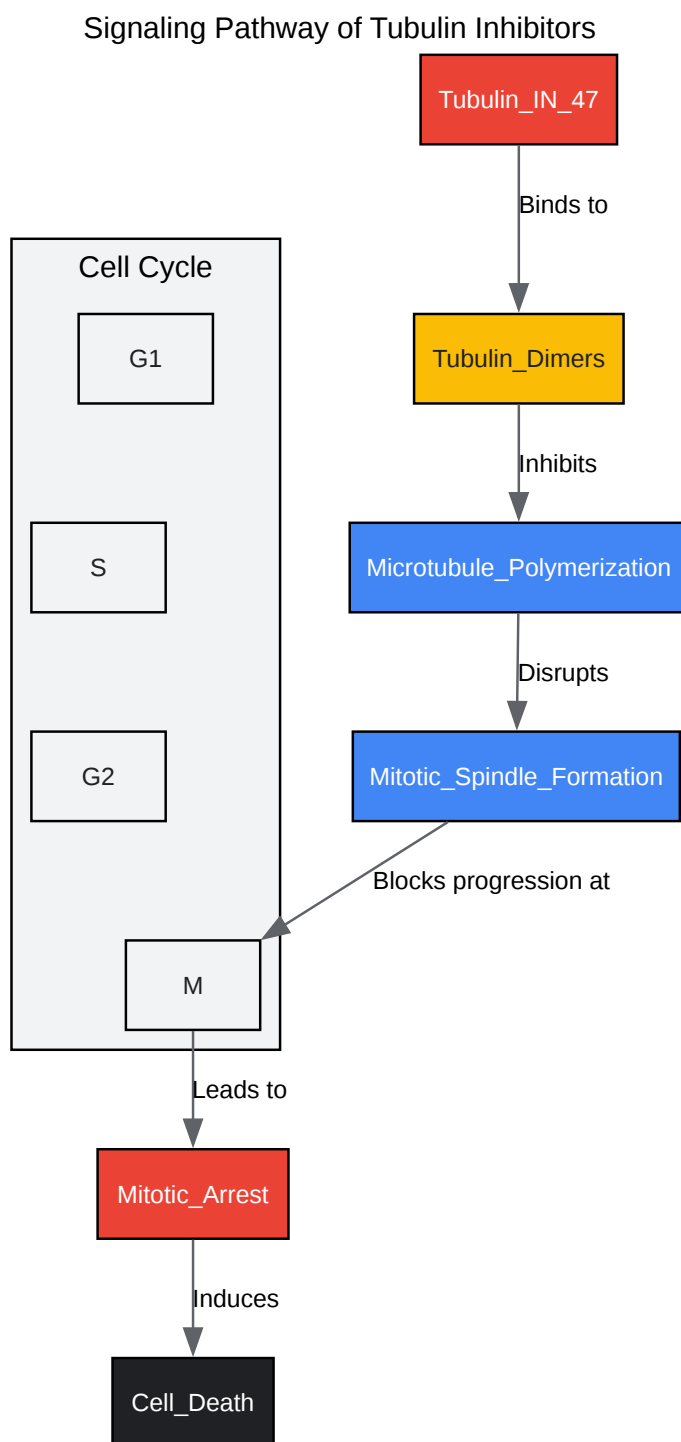 Signaling Pathway of Tubulin Inhibitors
Tubulin_IN_47
Binds to
Cell Cycle
G1
Tubulin_Dimers
Inhibits
S
Microtubule_Polymerization
Disrupts
G2
Mitotic_Spindle_Formation
Blocks progression at
M
Leads to
Mitotic_Arrest
Induces
Cell_Death